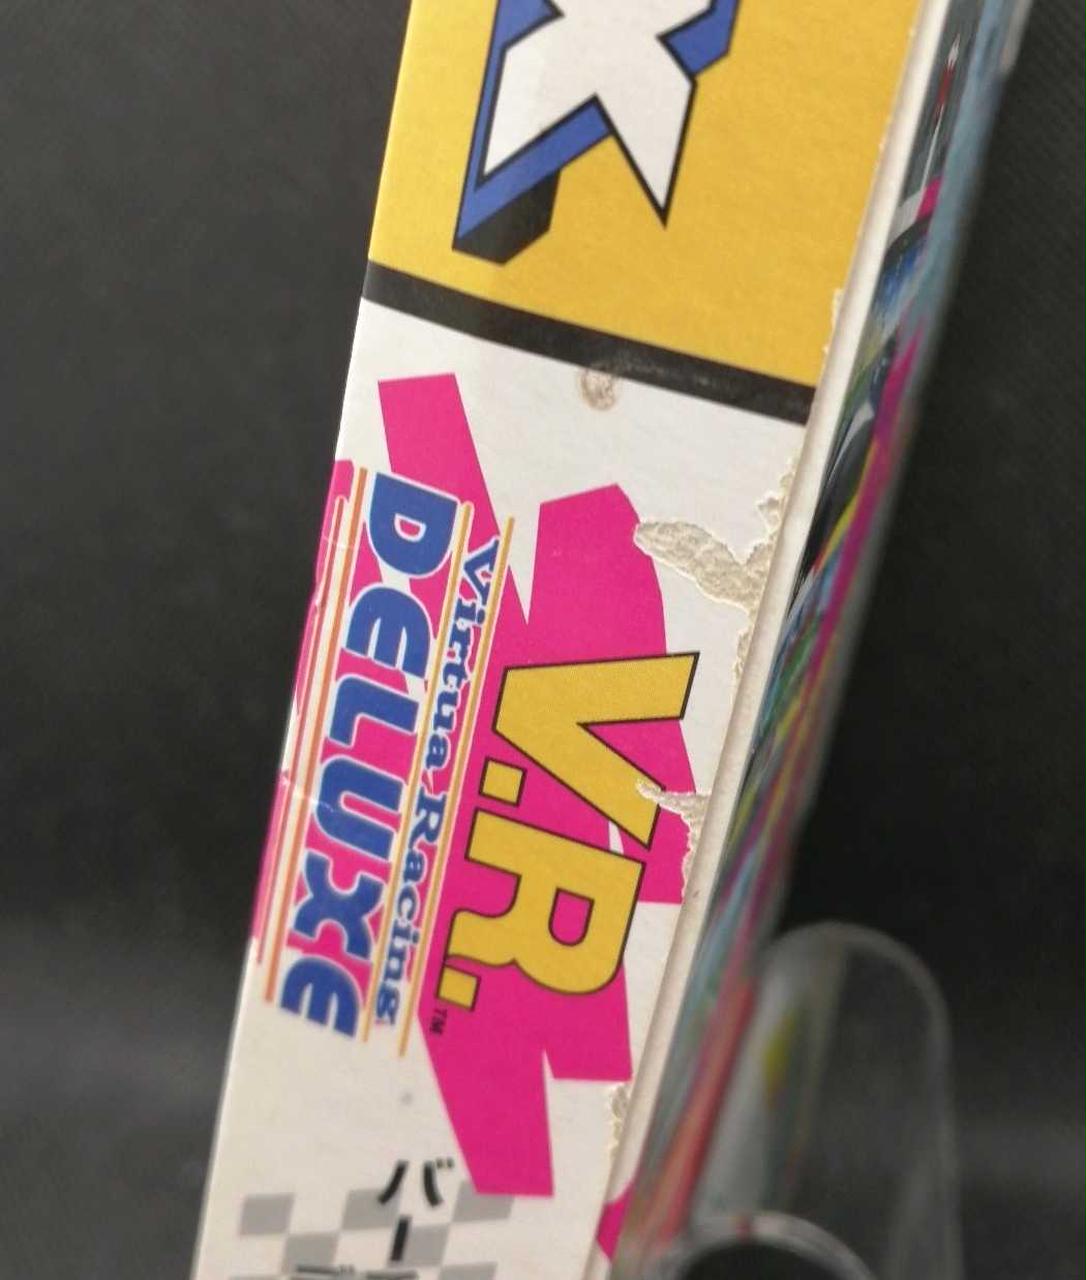 X
V.R.™
Virtua Racing
DELUXE
バー